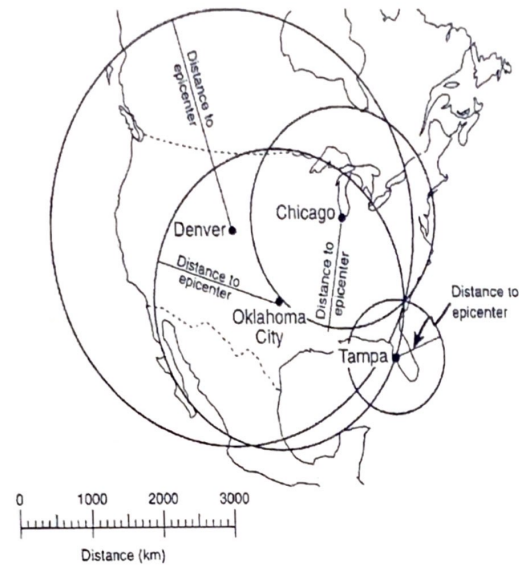 Distance to
epicenter
Denver
Chicago
Distance to
epicenter
Distance to
epicenter
Oklahoma
City
Distance to
epicenter
Tampa
0 1000 2000 3000
Distance (km)